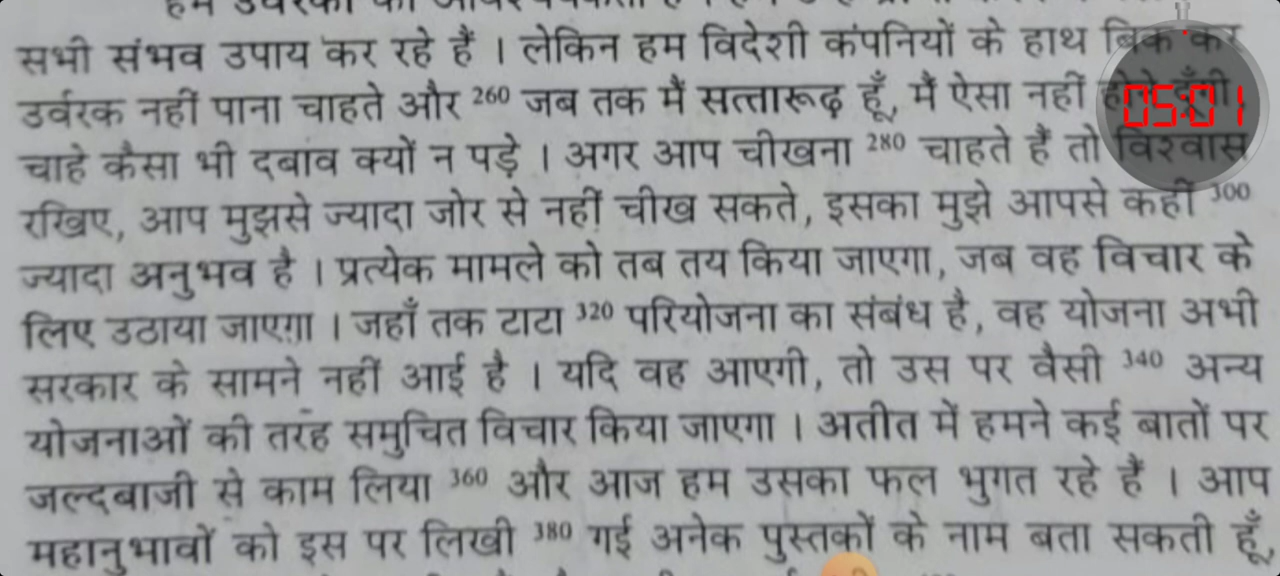 सभी संभव उपाय कर रहे हैं । लेकिन हम विदेशी कंपनियों के हाथ बिक कर
उर्वरक नहीं पाना चाहते और 260 जब तक मैं सत्तारूढ़ हूँ, मैं ऐसा नहीं होने दूँगी,
05:01
चाहे कैसा भी दबाव क्यों न पड़े । अगर आप चीखना 280 चाहते हैं तो विश्वास
रखिए, आप मुझसे ज्यादा जोर से नहीं चीख सकते, इसका मुझे आपसे कहीं 300
ज्यादा अनुभव है । प्रत्येक मामले को तब तय किया जाएगा, जब वह विचार के
लिए उठाया जाएगा । जहाँ तक टाटा 320 परियोजना का संबंध है, वह योजना अभी
सरकार के सामने नहीं आई है । यदि वह आएगी, तो उस पर वैसी 340 अन्य
योजनाओं की तरह समुचित विचार किया जाएगा । अतीत में हमने कई बातों पर
जल्दबाजी से काम लिया 360 और आज हम उसका फल भुगत रहे हैं । आप
महानुभावों को इस पर लिखी 380 गई अनेक पुस्तकों के नाम बता सकती हूँ,